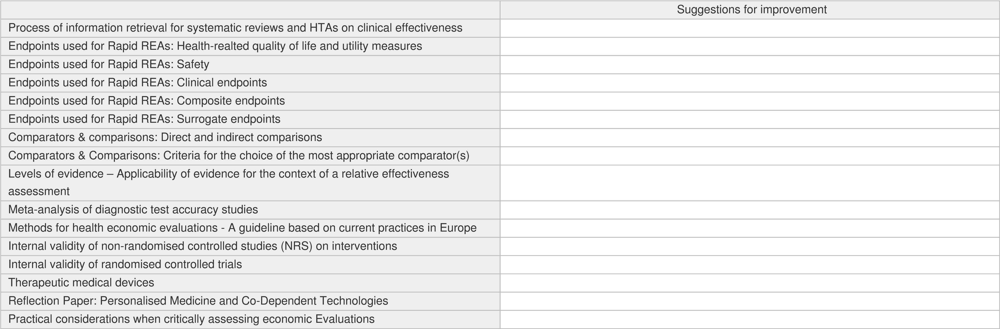 Suggestions for improvement
Process of information retrieval for systematic reviews and HTAs on clinical effectiveness
Endpoints used for Rapid REAs: Health-realted quality of life and utility measures
Endpoints used for Rapid REAs: Safety
Endpoints used for Rapid REAs: Clinical endpoints
Endpoints used for Rapid REAs: Composite endpoints
Endpoints used for Rapid REAs: Surrogate endpoints
Comparators & comparisons: Direct and indirect comparisons
Comparators & Comparisons: Criteria for the choice of the most appropriate comparator(s)
Levels of evidence – Applicability of evidence for the context of a relative effectiveness
assessment
Meta-analysis of diagnostic test accuracy studies
Methods for health economic evaluations - A guideline based on current practices in Europe
Internal validity of non-randomised controlled studies (NRS) on interventions
Internal validity of randomised controlled trials
Therapeutic medical devices
Reflection Paper: Personalised Medicine and Co-Dependent Technologies
Practical considerations when critically assessing economic Evaluations